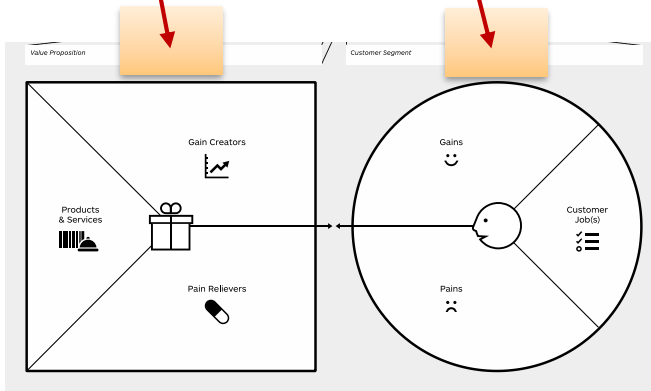 Value Proposition
Customer Segment
Gain Creators
Gains
Products
& Services
Customer
Job(s)
Pain Relievers
Pains